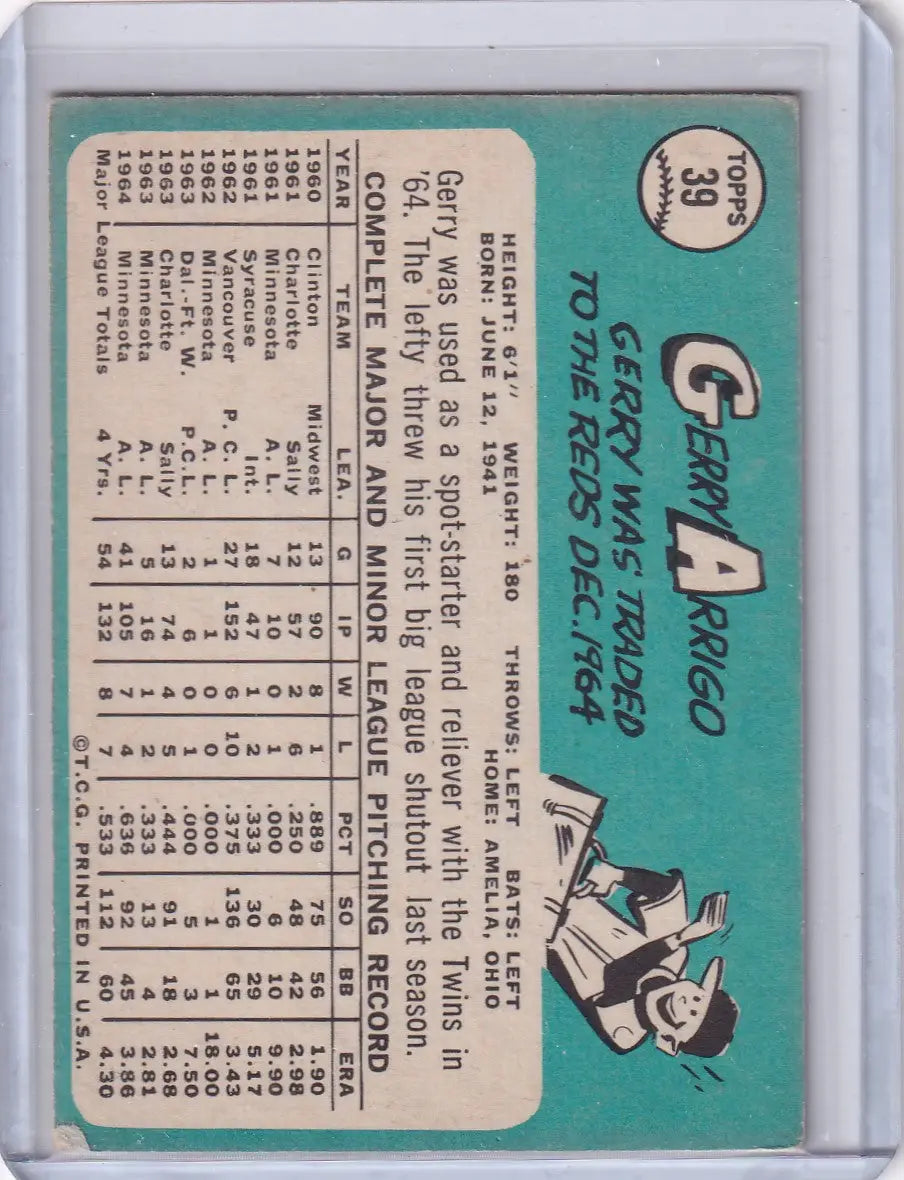 TOPPS
39
GERRY ARRIGO
GERRY WAS TRADED
TO THE REDS DEC. 1964
HEIGHT: 6'1" WEIGHT: 180 THROWS: LEFT BATS: LEFT
BORN: JUNE 12, 1941 HOME: AMELIA, OHIO
Gerry was used as a spot-starter and reliever with the Twins in
'64. The lefty threw his first big league shutout last season.
COMPLETE MAJOR AND MINOR LEAGUE PITCHING RECORD
YEAR TEAM LEA. G IP W L PCT SO BB ERA
1960 Clinton Midwest 13 90 8 1 .889 75 56 1.90
1961 Charlotte Sally 12 57 2 6 .250 48 42 2.98
1961 Minnesota A. L. 7 10 0 1 .000 6 10 9.90
1961 Syracuse Int. 18 47 1 2 .333 30 29 5.17
1962 Vancouver P. C. L. 27 152 6 10 .375 136 65 3.43
1962 Minnesota A. L. 1 1 0 0 .000 1 1 18.00
1963 Dal.-Ft. W. P.C.L. 2 6 0 1 .000 5 3 7.50
1963 Charlotte Sally 13 74 4 5 .444 91 18 2.68
1963 Minnesota A. L. 5 16 1 2 .333 13 4 2.81
1964 Minnesota A. L. 41 105 7 4 .636 92 45 3.86
Major League Totals 4 Yrs. 54 132 8 7 .533 112 60 4.30
©T.C.G. PRINTED IN U.S.A.